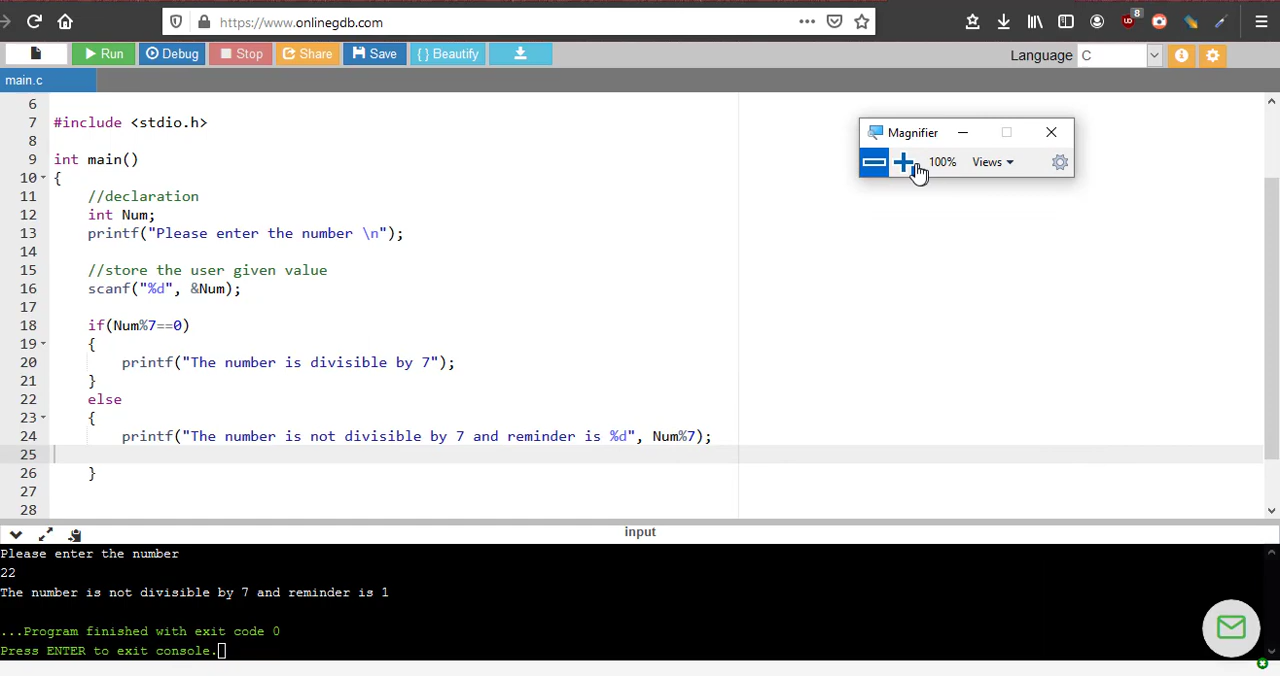 https://www.onlinegdb.com
8
Run Debug Stop Share Save { } Beautify Language C
main.c
6
7 #include <stdio.h>
8
9 int main()
10 {
11 //declaration
12 int Num;
13 printf("Please enter the number \n");
14
15 //store the user given value
16 scanf("%d", &Num);
17
18 if(Num%7==0)
19 {
20 printf("The number is divisible by 7");
21 }
22 else
23 {
24 printf("The number is not divisible by 7 and reminder is %d", Num%7);
25
26 }
27
28
Magnifier
100% Views
input
Please enter the number
22
The number is not divisible by 7 and reminder is 1
...Program finished with exit code 0
Press ENTER to exit console.